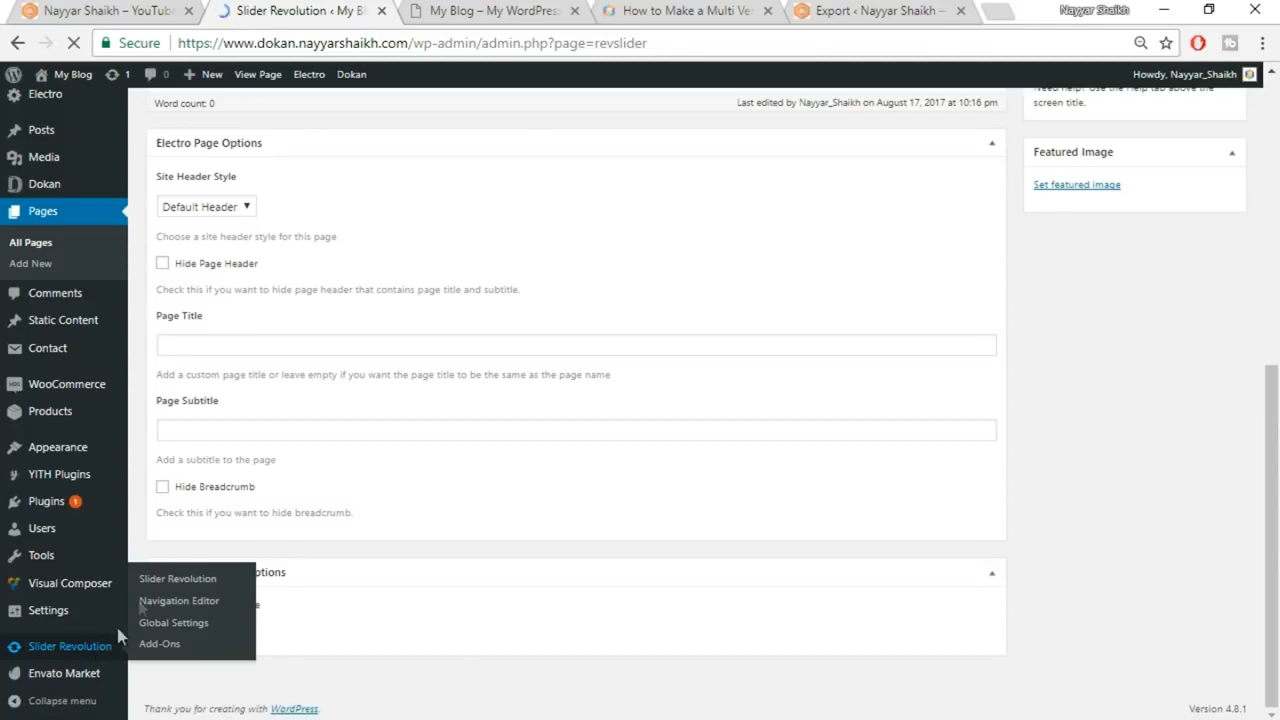 Nayyar Shaikh – YouTube
Slider Revolution ‹ My Bl
My Blog – My WordPress
How to Make a Multi Ve
Export ‹ Nayyar Shaikh —
Nayyar Shaikh
Secure
https://www.dokan.nayyarshaikh.com/wp-admin/admin.php?page=revslider
My Blog
1
0
New
View Page
Electro
Dokan
Howdy, Nayyar_Shaikh
Electro
Posts
Media
Dokan
Pages
All Pages
Add New
Comments
Static Content
Contact
WooCommerce
Products
Appearance
YITH Plugins
Plugins 1
Users
Tools
Visual Composer
Settings
Slider Revolution
Envato Market
Collapse menu
Slider Revolution
Navigation Editor
Global Settings
Add-Ons
Word count: 0
Last edited by Nayyar_Shaikh on August 17, 2017 at 10:16 pm
Electro Page Options
Site Header Style
Default Header
Choose a site header style for this page
Hide Page Header
Check this if you want to hide page header that contains page title and subtitle.
Page Title
Add a custom page title or leave empty if you want the page title to be the same as the page name
Page Subtitle
Add a subtitle to the page
Hide Breadcrumb
Check this if you want to hide breadcrumb.
ptions
e
Need help? Use the Help tab above the
screen title.
Featured Image
Set featured image
Thank you for creating with WordPress.
Version 4.8.1